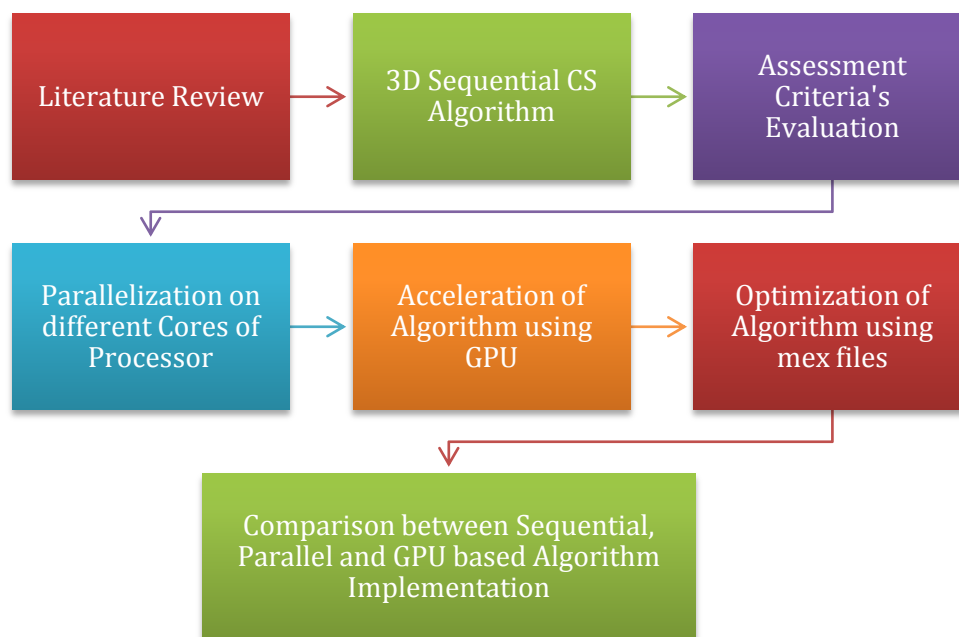 Literature Review
3D Sequential CS
Algorithm
Assessment
Criteria's
Evaluation
Parallelization on
different Cores of
Processor
Acceleration of
Algorithm using
GPU
Optimization of
Algorithm using
mex files
Comparison between Sequential,
Parallel and GPU based Algorithm
Implementation